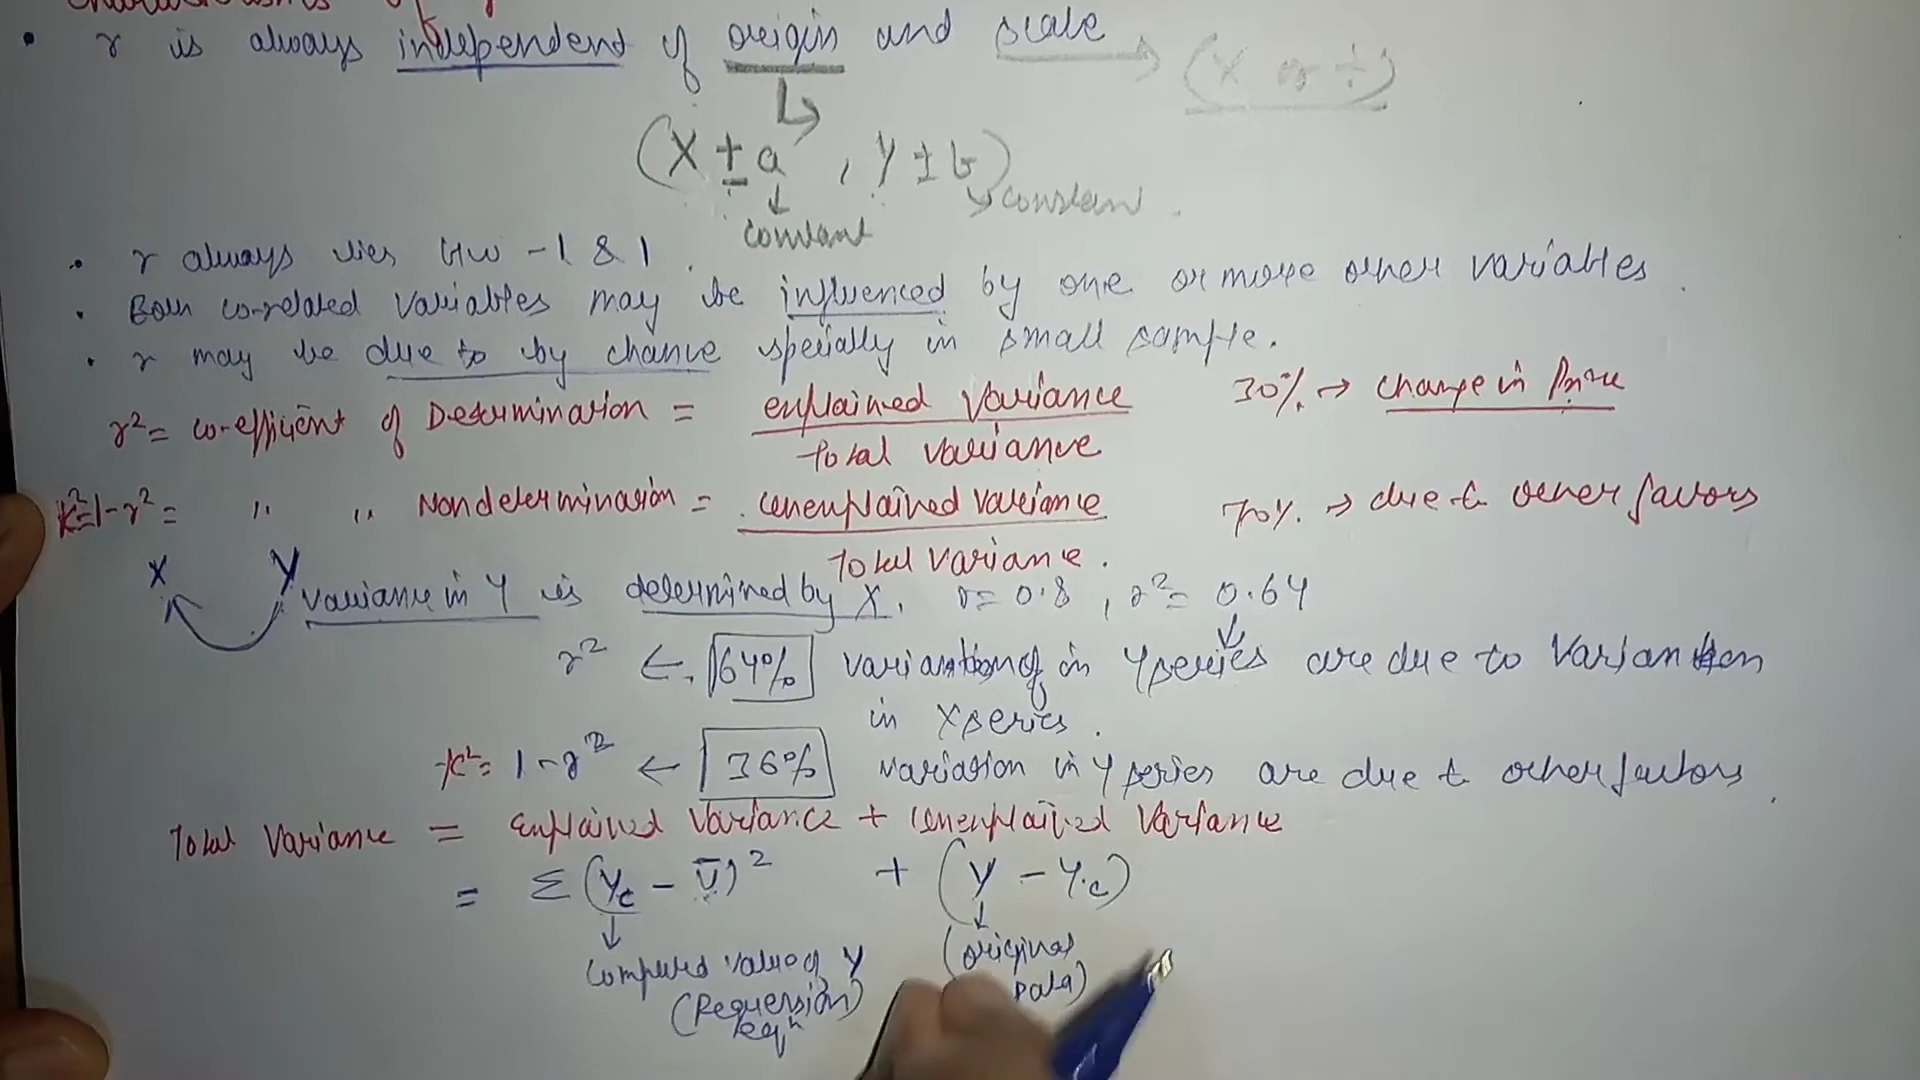 • r is always independent of origin and scale → (X or ÷)
(X ± a, Y ± b)
constant
constant
• r always lies btw -1 & 1.
• Both co-related variables may be influenced by one or more other variables.
• r may be due to by chance specially in small sample.
r² = co-efficient of Determination = explained Variance / total variance
30% → change in Price
K² = 1-r² = " " Nondetermination = unexplained variance / Total variance.
70% → due to other factors
X Y
variance in Y is determined by X. r = 0.8, r² = 0.64
r² ← 64% variation in Y series are due to variation
in X series.
K² = 1-r² ← 36% variation in Y series are due to other factors.
Total Variance = explained Variance + unexplained Variance
= Σ (Yc - Ȳ)² + (Y - Yc)
computed value of Y
(Regression
eqⁿ)
(original
data)